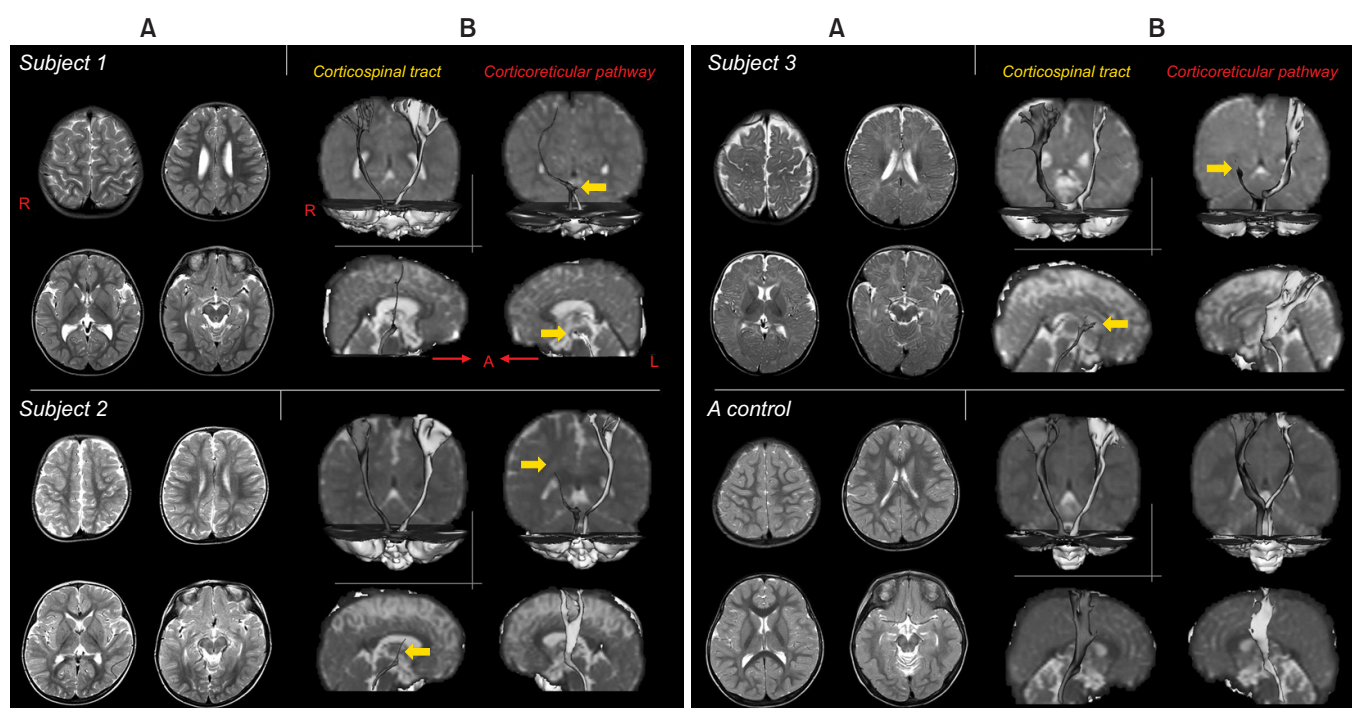 A
B
A
B
Subject 1
Corticospinal tract
Corticoreticular pathway
R
R
A
L
Subject 3
Corticospinal tract
Corticoreticular pathway
Subject 2
A control